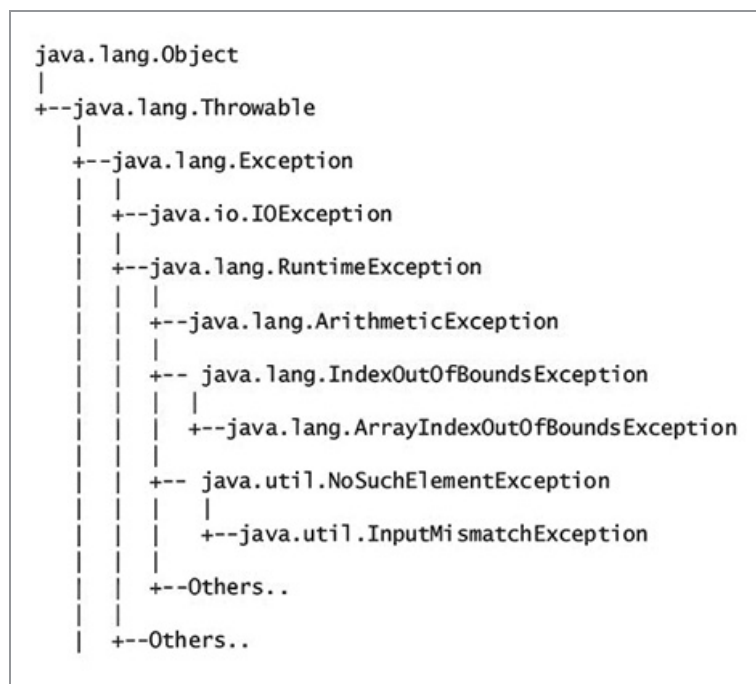 java.lang.Object
|
+--java.lang.Throwable
   |
   +--java.lang.Exception
   |  |
   |  +--java.io.IOException
   |  |
   |  +--java.lang.RuntimeException
   |  |  |
   |  |  +--java.lang.ArithmeticException
   |  |  |
   |  |  +-- java.lang.IndexOutOfBoundsException
   |  |  |  |
   |  |  |  +--java.lang.ArrayIndexOutOfBoundsException
   |  |  |
   |  |  +-- java.util.NoSuchElementException
   |  |  |   |
   |  |  |   +--java.util.InputMismatchException
   |  |  |
   |  |  +--Others..
   |  |
   |  +--Others..